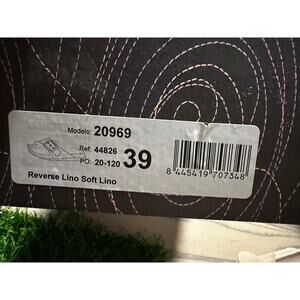 Modelo: 20969
Ref: 44826
PO: 20-120 39
Reverse Lino Soft Lino
8 445419 707348